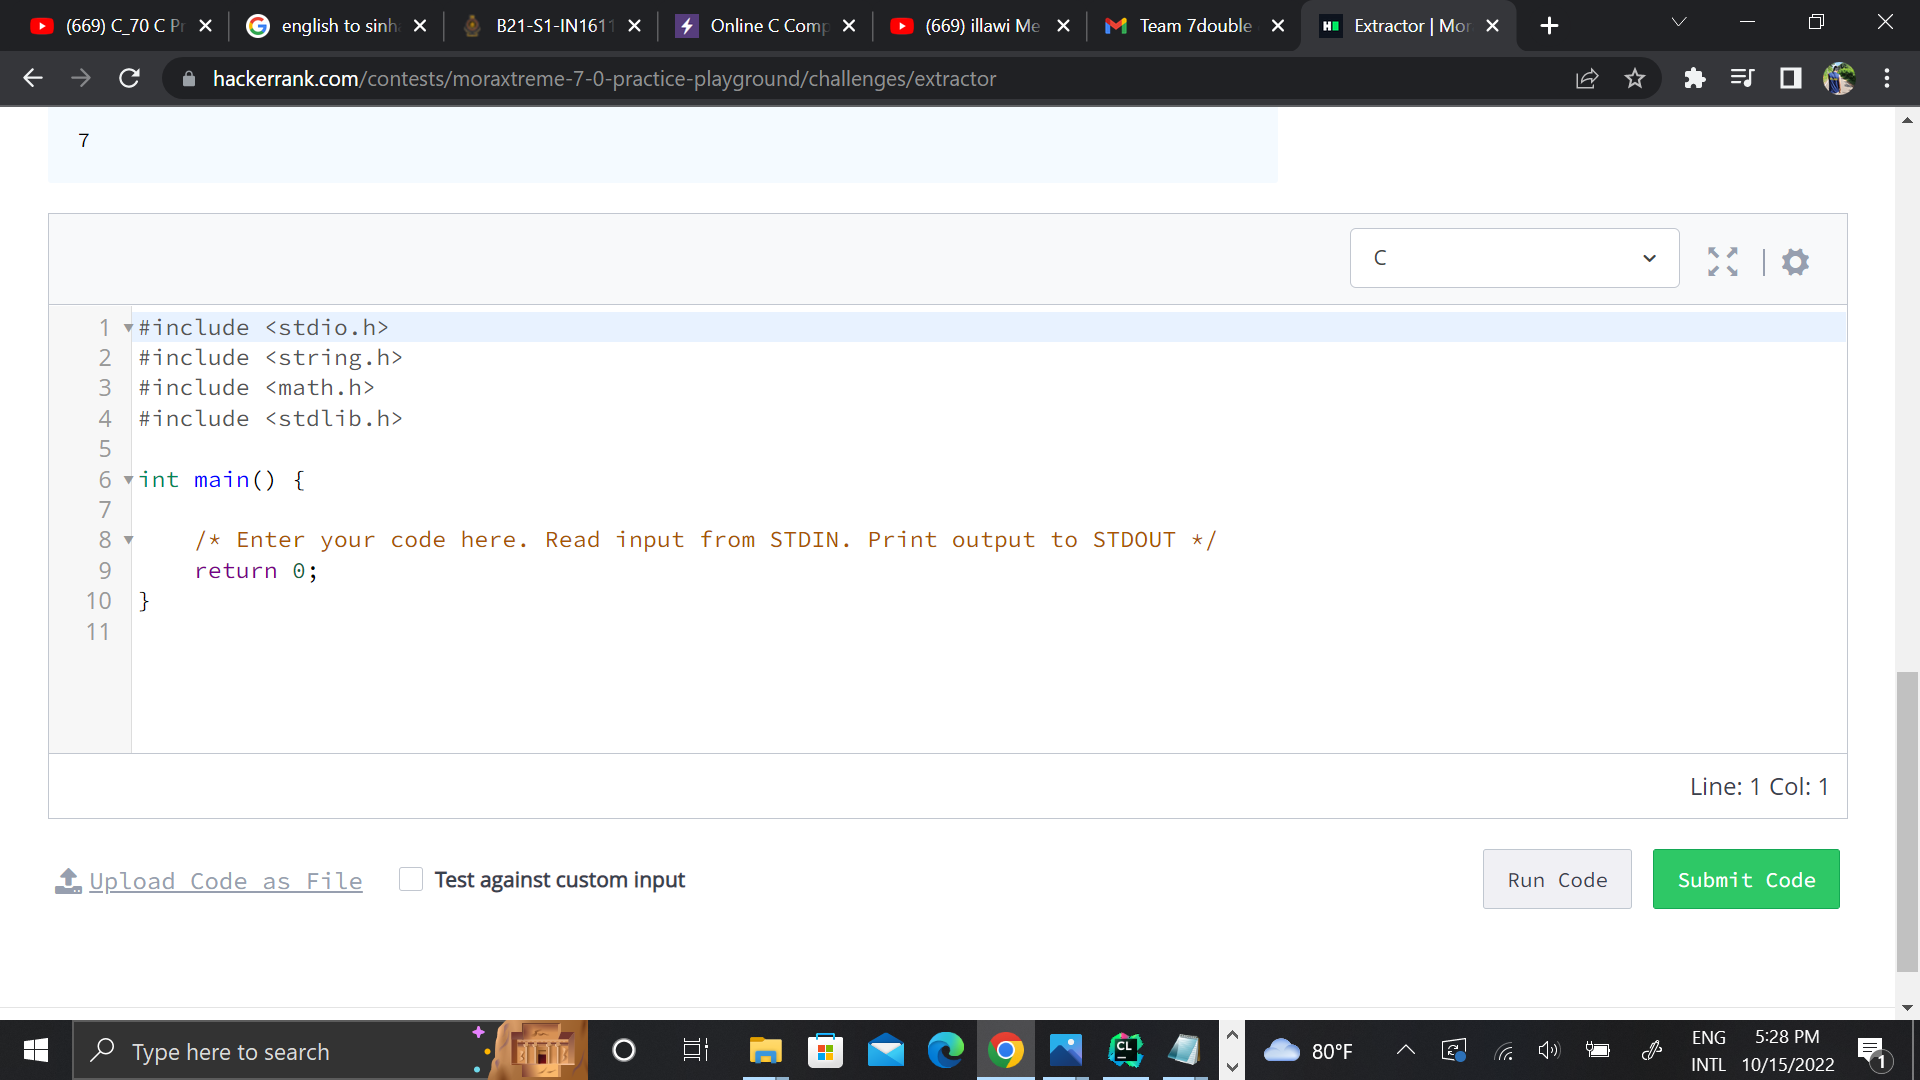 (669) C_70 C Pr
english to sinha
B21-S1-IN1611
Online C Comp
(669) illawi Me
Team 7double
Extractor | Mor
hackerrank.com/contests/moraxtreme-7-0-practice-playground/challenges/extractor
7
C
1 #include <stdio.h>
2 #include <string.h>
3 #include <math.h>
4 #include <stdlib.h>
5
6 int main() {
7
8 /* Enter your code here. Read input from STDIN. Print output to STDOUT */
9 return 0;
10 }
11
Line: 1 Col: 1
Upload Code as File
Test against custom input
Run Code
Submit Code
Type here to search
CL
80°F
ENG
INTL
5:28 PM
10/15/2022
1